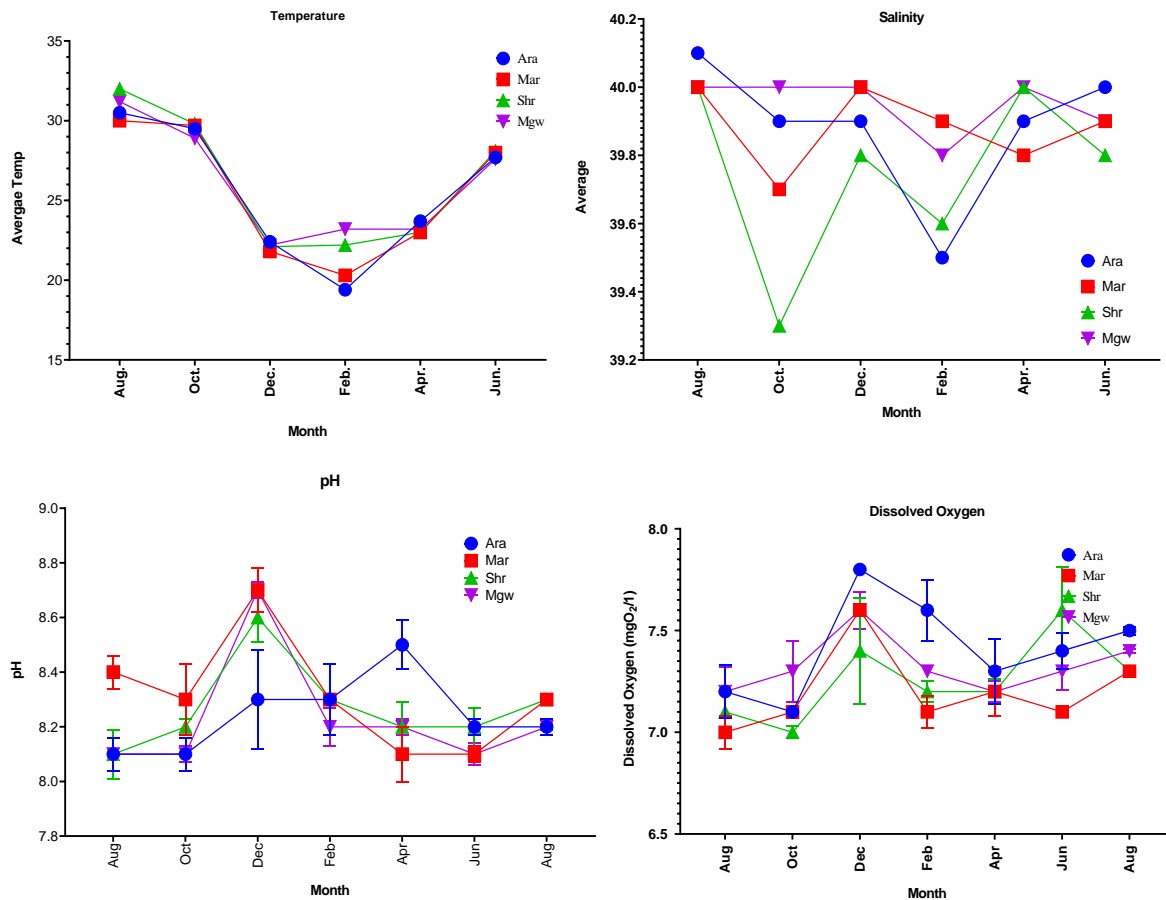 Temperature
35
30
25
20
15
Avergae Temp
Ara
Mar
Shr
Mgw
Aug.
Oct.
Dec.
Feb.
Apr.
Jun.
Month
Salinity
40.2
40.0
39.8
39.6
39.4
39.2
Average
Ara
Mar
Shr
Mgw
Aug.
Oct.
Dec.
Feb.
Apr.
Jun.
Month
pH
9.0
8.8
8.6
8.4
8.2
8.0
7.8
pH
Ara
Mar
Shr
Mgw
Aug
Oct
Dec
Feb
Apr
Jun
Aug
Month
Dissolved Oxygen
8.0
7.5
7.0
6.5
Dissolved Oxygen (mgO₂/1)
Ara
Mar
Shr
Mgw
Aug
Oct
Dec
Feb
Apr
Jun
Aug
Month